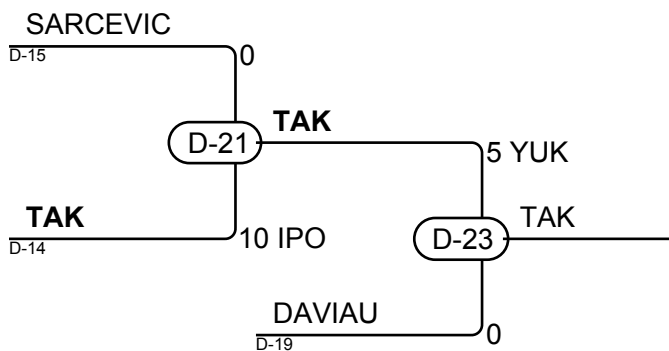 SARCEVIC
D-15
0
D-21
TAK
5 YUK
TAK
D-14
10 IPO
D-23
TAK
DAVIAU
D-19
0